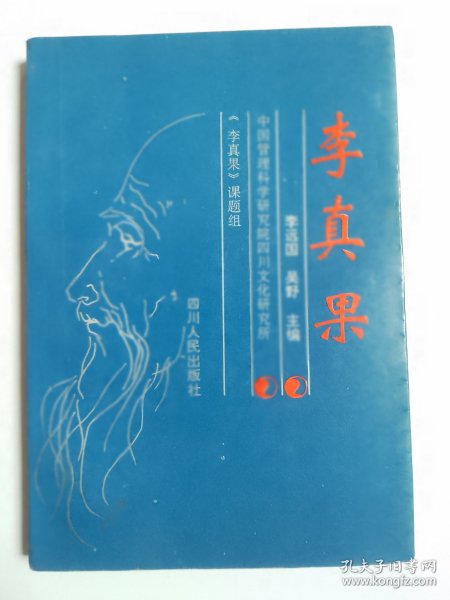 李真果
李远国 吴野 主编
中国管理科学研究院四川文化研究所
《李真果》课题组
四川人民出版社
孔夫子旧书网
www.kongfz.com